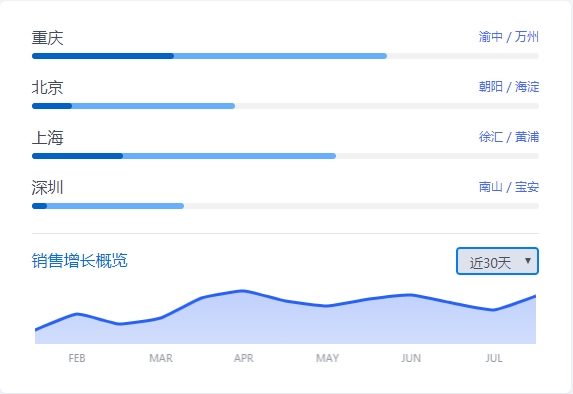 重庆 渝中 / 万州
北京 朝阳 / 海淀
上海 徐汇 / 黄浦
深圳 南山 / 宝安
销售增长概览 近30天
FEB MAR APR MAY JUN JUL